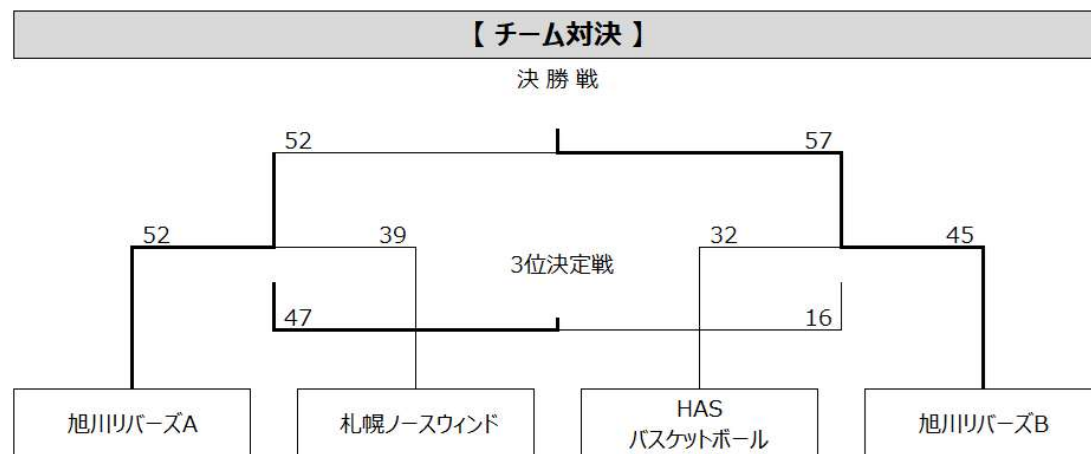 【 チーム対決 】
決 勝 戦
52
57
52
39
32
45
3位決定戦
47
16
旭川リバーズA
札幌ノースウィンド
HAS
バスケットボール
旭川リバーズB